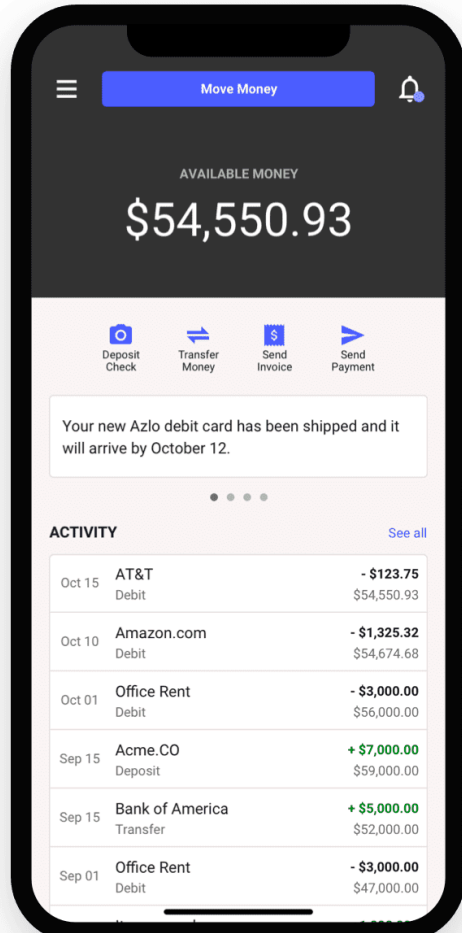 Move Money
AVAILABLE MONEY
$54,550.93
Deposit
Check
Transfer
Money
Send
Invoice
Send
Payment
Your new Azlo debit card has been shipped and it
will arrive by October 12.
ACTIVITY See all
Oct 15 AT&T - $123.75
Debit $54,550.93
Oct 10 Amazon.com - $1,325.32
Debit $54,674.68
Oct 01 Office Rent - $3,000.00
Debit $56,000.00
Sep 15 Acme.CO + $7,000.00
Deposit $59,000.00
Sep 15 Bank of America + $5,000.00
Transfer $52,000.00
Sep 01 Office Rent - $3,000.00
Debit $47,000.00